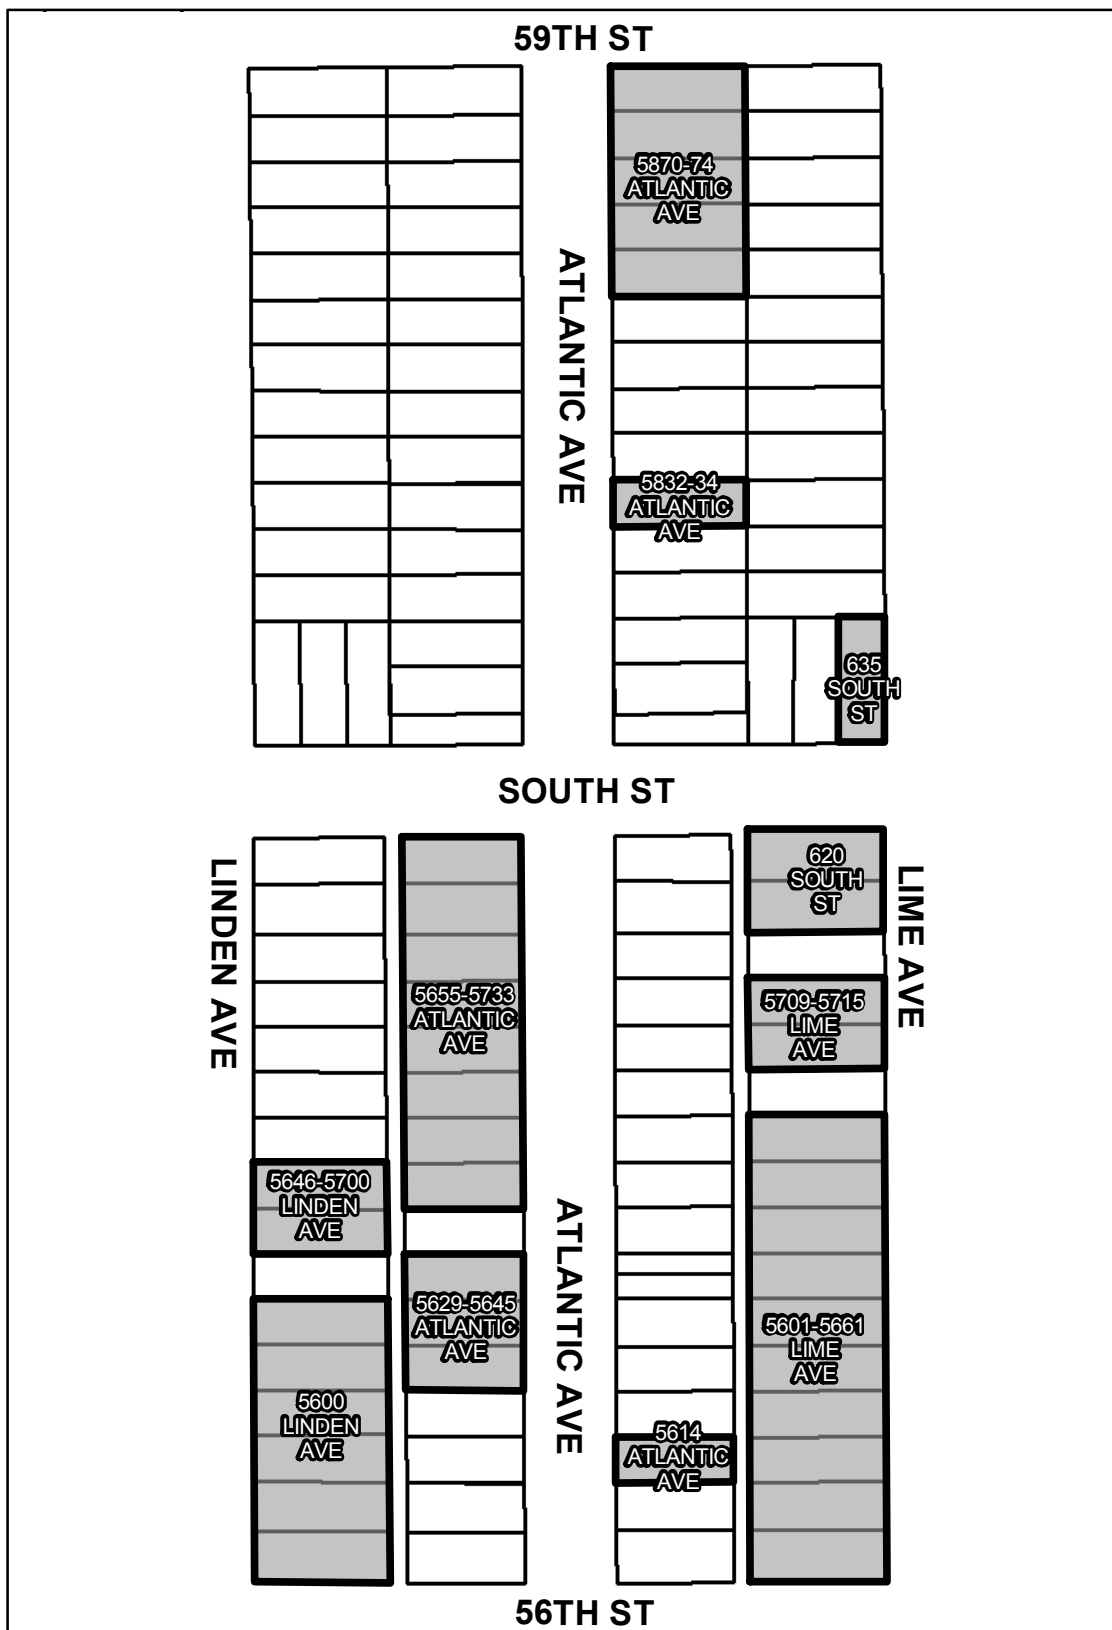 59TH ST
5870-74
ATLANTIC
AVE
ATLANTIC AVE
5832-34
ATLANTIC
AVE
635
SOUTH
ST
SOUTH ST
LINDEN AVE
620
SOUTH
ST
LIME AVE
5655-5733
ATLANTIC
AVE
5709-5715
LIME
AVE
5646-5700
LINDEN
AVE
ATLANTIC AVE
5629-5645
ATLANTIC
AVE
5601-5661
LIME
AVE
5600
LINDEN
AVE
5614
ATLANTIC
AVE
56TH ST